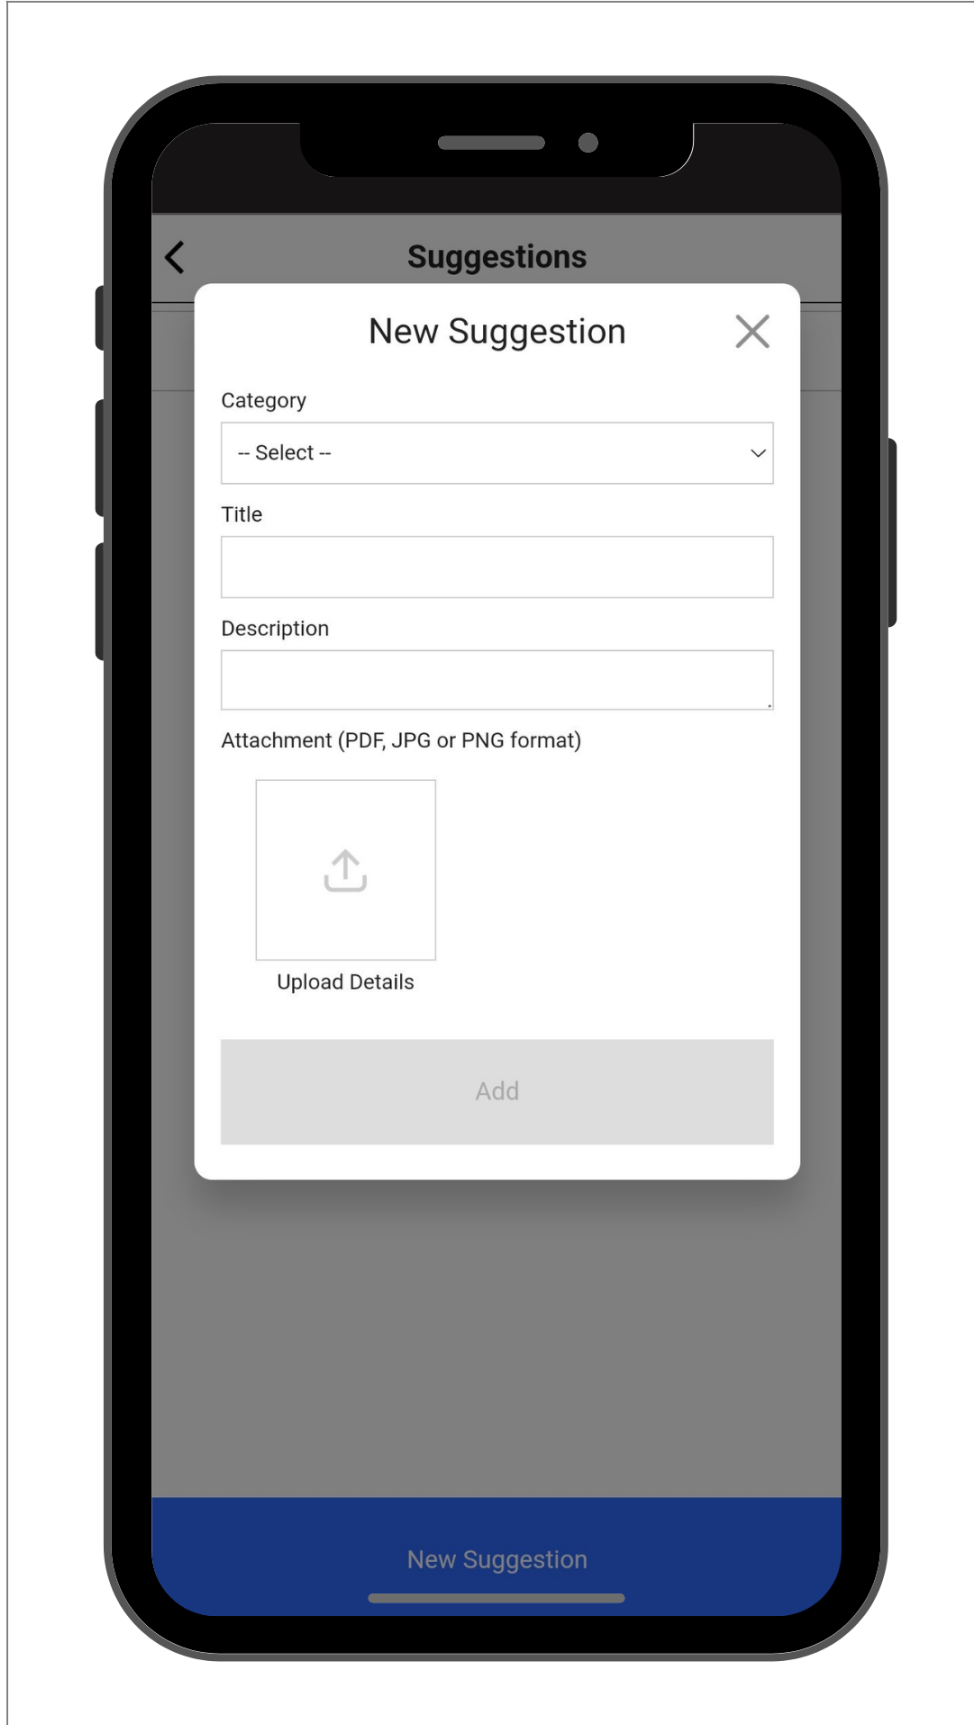 Suggestions
New Suggestion
Category
-- Select --
Title
Description
Attachment (PDF, JPG or PNG format)
Upload Details
Add
New Suggestion